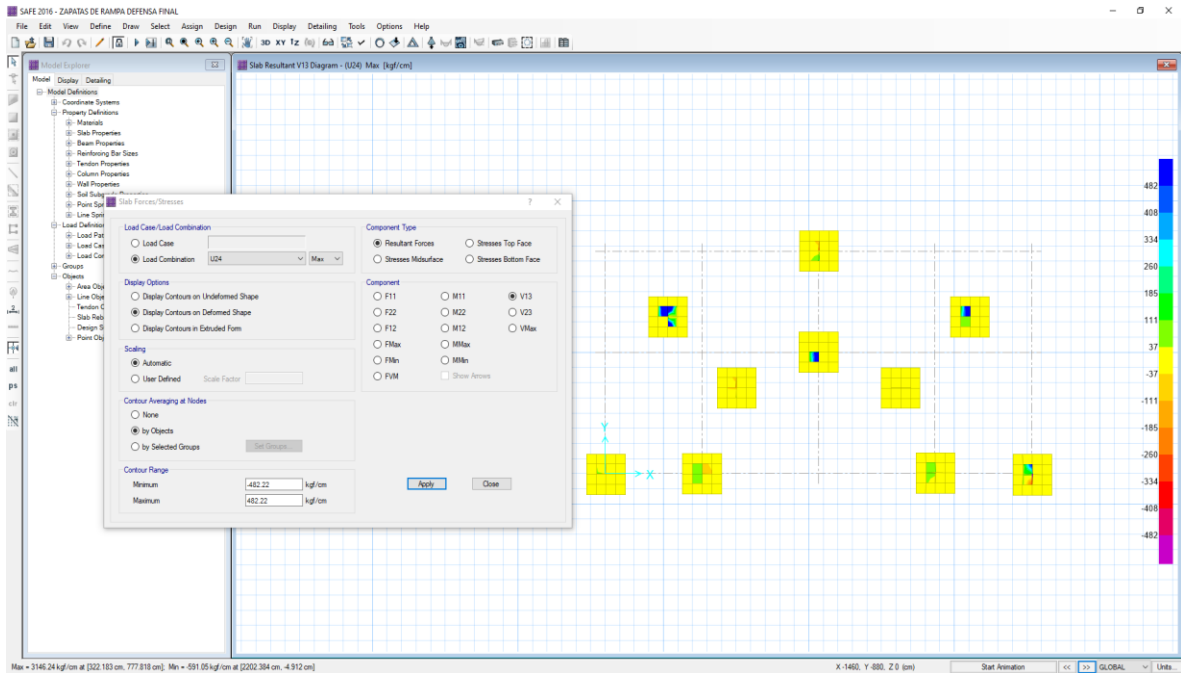 SAFE 2016 - ZAPATAS DE RAMPA DEFENSA FINAL
File Edit View Define Draw Select Assign Design Run Display Detailing Tools Options Help
3D XY
Model Explorer
Model Display Detailing
Model Definitions
Coordinate Systems
Property Definitions
Materials
Slab Properties
Beam Properties
Reinforcing Bar Sizes
Tendon Properties
Column Properties
Wall Properties
Soil Subg
Point Spr
Line Spri
Load Definition
Load Pat
Load Cas
Load Con
Groups
Objects
Area Obje
Line Obje
Tendon O
Slab Reb
Design S
Point Obj
all
ps
clr
Slab Resultant V13 Diagram - (U24) Max [kgf/cm]
Slab Forces/Stresses
? X
Load Case/Load Combination
Load Case
Load Combination U24 Max
Component Type
Resultant Forces Stresses Top Face
Stresses Midsurface Stresses Bottom Face
Display Options
Display Contours on Undeformed Shape
Display Contours on Deformed Shape
Display Contours in Extruded Form
Component
F11 M11 V13
F22 M22 V23
F12 M12 VMax
FMax MMax
FMin MMin
FVM Show Arrows
Scaling
Automatic
User Defined Scale Factor
Contour Averaging at Nodes
None
by Objects
by Selected Groups Set Groups...
Contour Range
Minimum -482.22 kgf/cm
Maximum 482.22 kgf/cm
Apply Close
Y
X
482
408
334
260
185
111
37
-37
-111
-185
-260
-334
-408
-482
Max = 3146.24 kgf/cm at [322.183 cm, 777.818 cm]; Min = -591.05 kgf/cm at [2202.384 cm, -4.912 cm]
X -1460, Y -880, Z 0 (cm) Start Animation << >> GLOBAL Units...